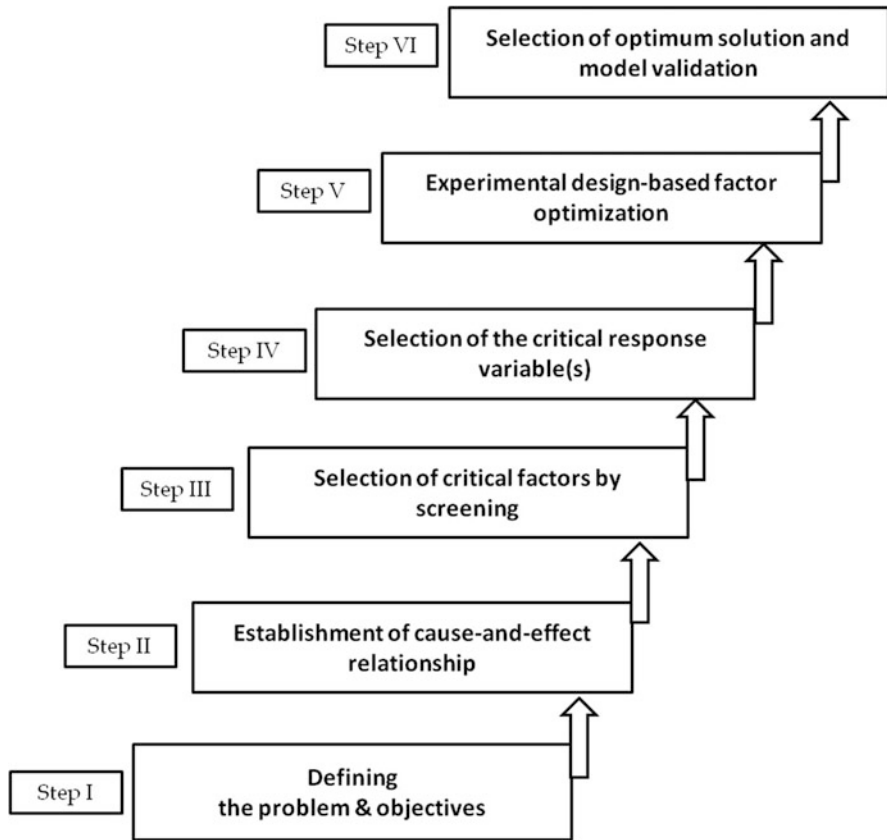 Step VI
Selection of optimum solution and
model validation
Step V
Experimental design-based factor
optimization
Step IV
Selection of the critical response
variable(s)
Step III
Selection of critical factors by
screening
Step II
Establishment of cause-and-effect
relationship
Step I
Defining
the problem & objectives